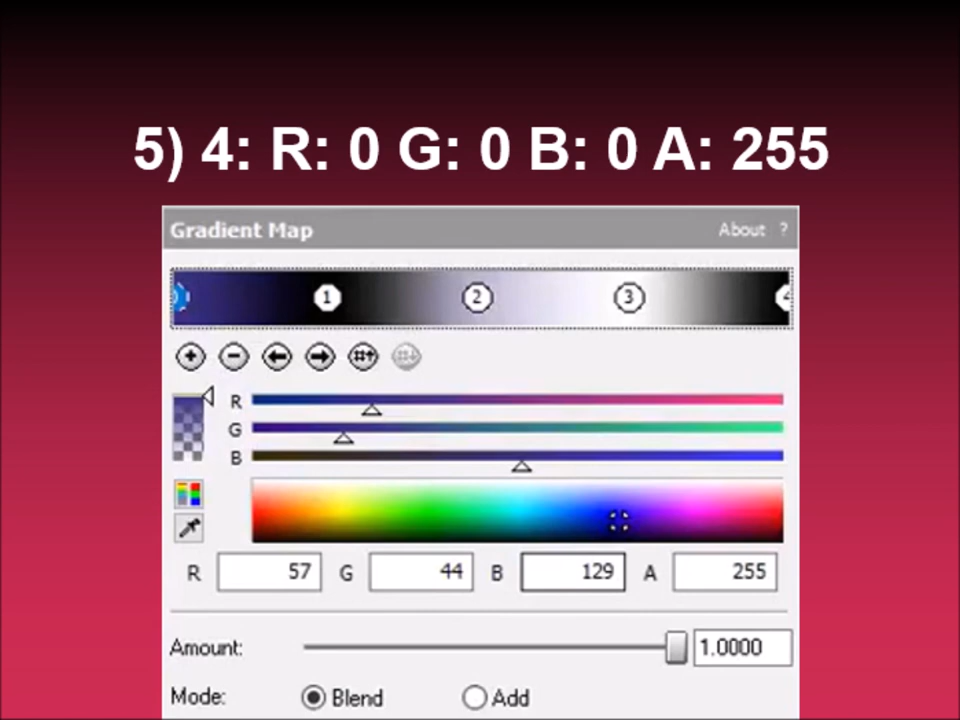 5) 4: R: 0 G: 0 B: 0 A: 255
Gradient Map About ?
1 2 3 4
R
G
B
R 57 G 44 B 129 A 255
Amount: 1.0000
Mode: Blend Add